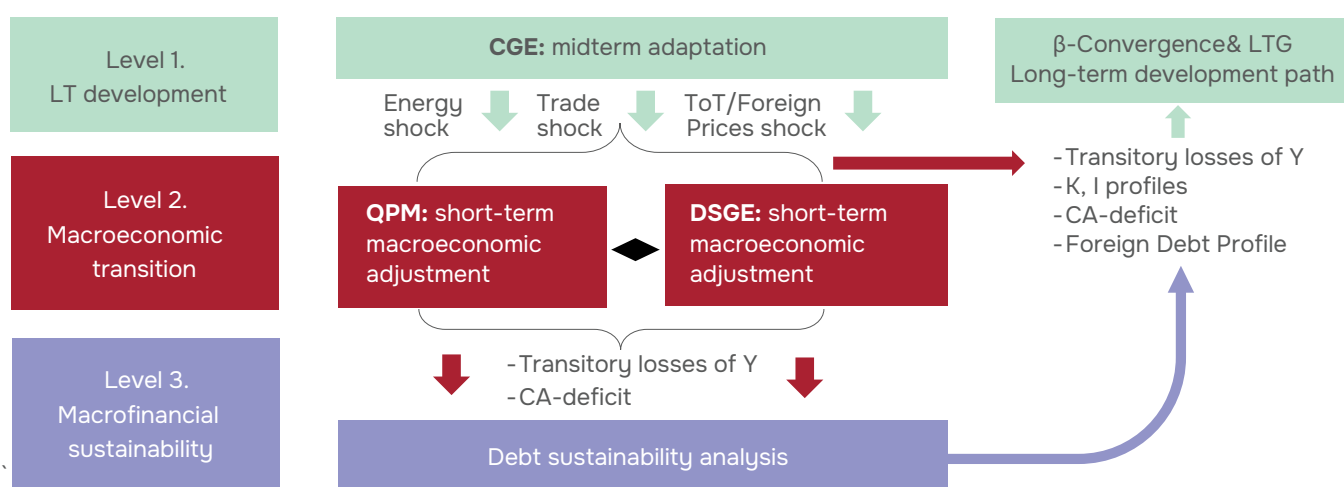 Level 1.
LT development
CGE: midterm adaptation
β-Convergence& LTG
Long-term development path
Energy
shock
Trade
shock
ToT/Foreign
Prices shock
Level 2.
Macroeconomic
transition
QPM: short-term
macroeconomic
adjustment
DSGE: short-term
macroeconomic
adjustment
-Transitory losses of Y
-K, I profiles
-CA-deficit
-Foreign Debt Profile
Level 3.
Macrofinancial
sustainability
-Transitory losses of Y
-CA-deficit
Debt sustainability analysis
`